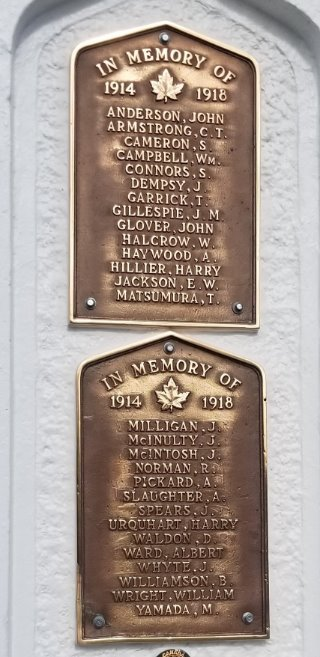 IN MEMORY OF
1914 1918
ANDERSON, JOHN
ARMSTRONG, C. T.
CAMERON, S.
CAMPBELL, WM.
CONNORS, S.
DEMPSY, J
GARRICK, T.
GILLESPIE, J. M.
GLOVER, JOHN
HALCROW, W.
HAYWOOD, A.
HILLIER, HARRY
JACKSON, E. W.
MATSUMURA, T.
IN MEMORY OF
1914 1918
MILLIGAN, J.
McINULTY, J.
McINTOSH, J.
NORMAN, R.
PICKARD, A.
SLAUGHTER, A.
SPEARS, J.
URQUHART, HARRY
WALDON, D.
WARD, ALBERT
WHYTE, J.
WILLIAMSON, B.
WRIGHT, WILLIAM
YAMADA, M.